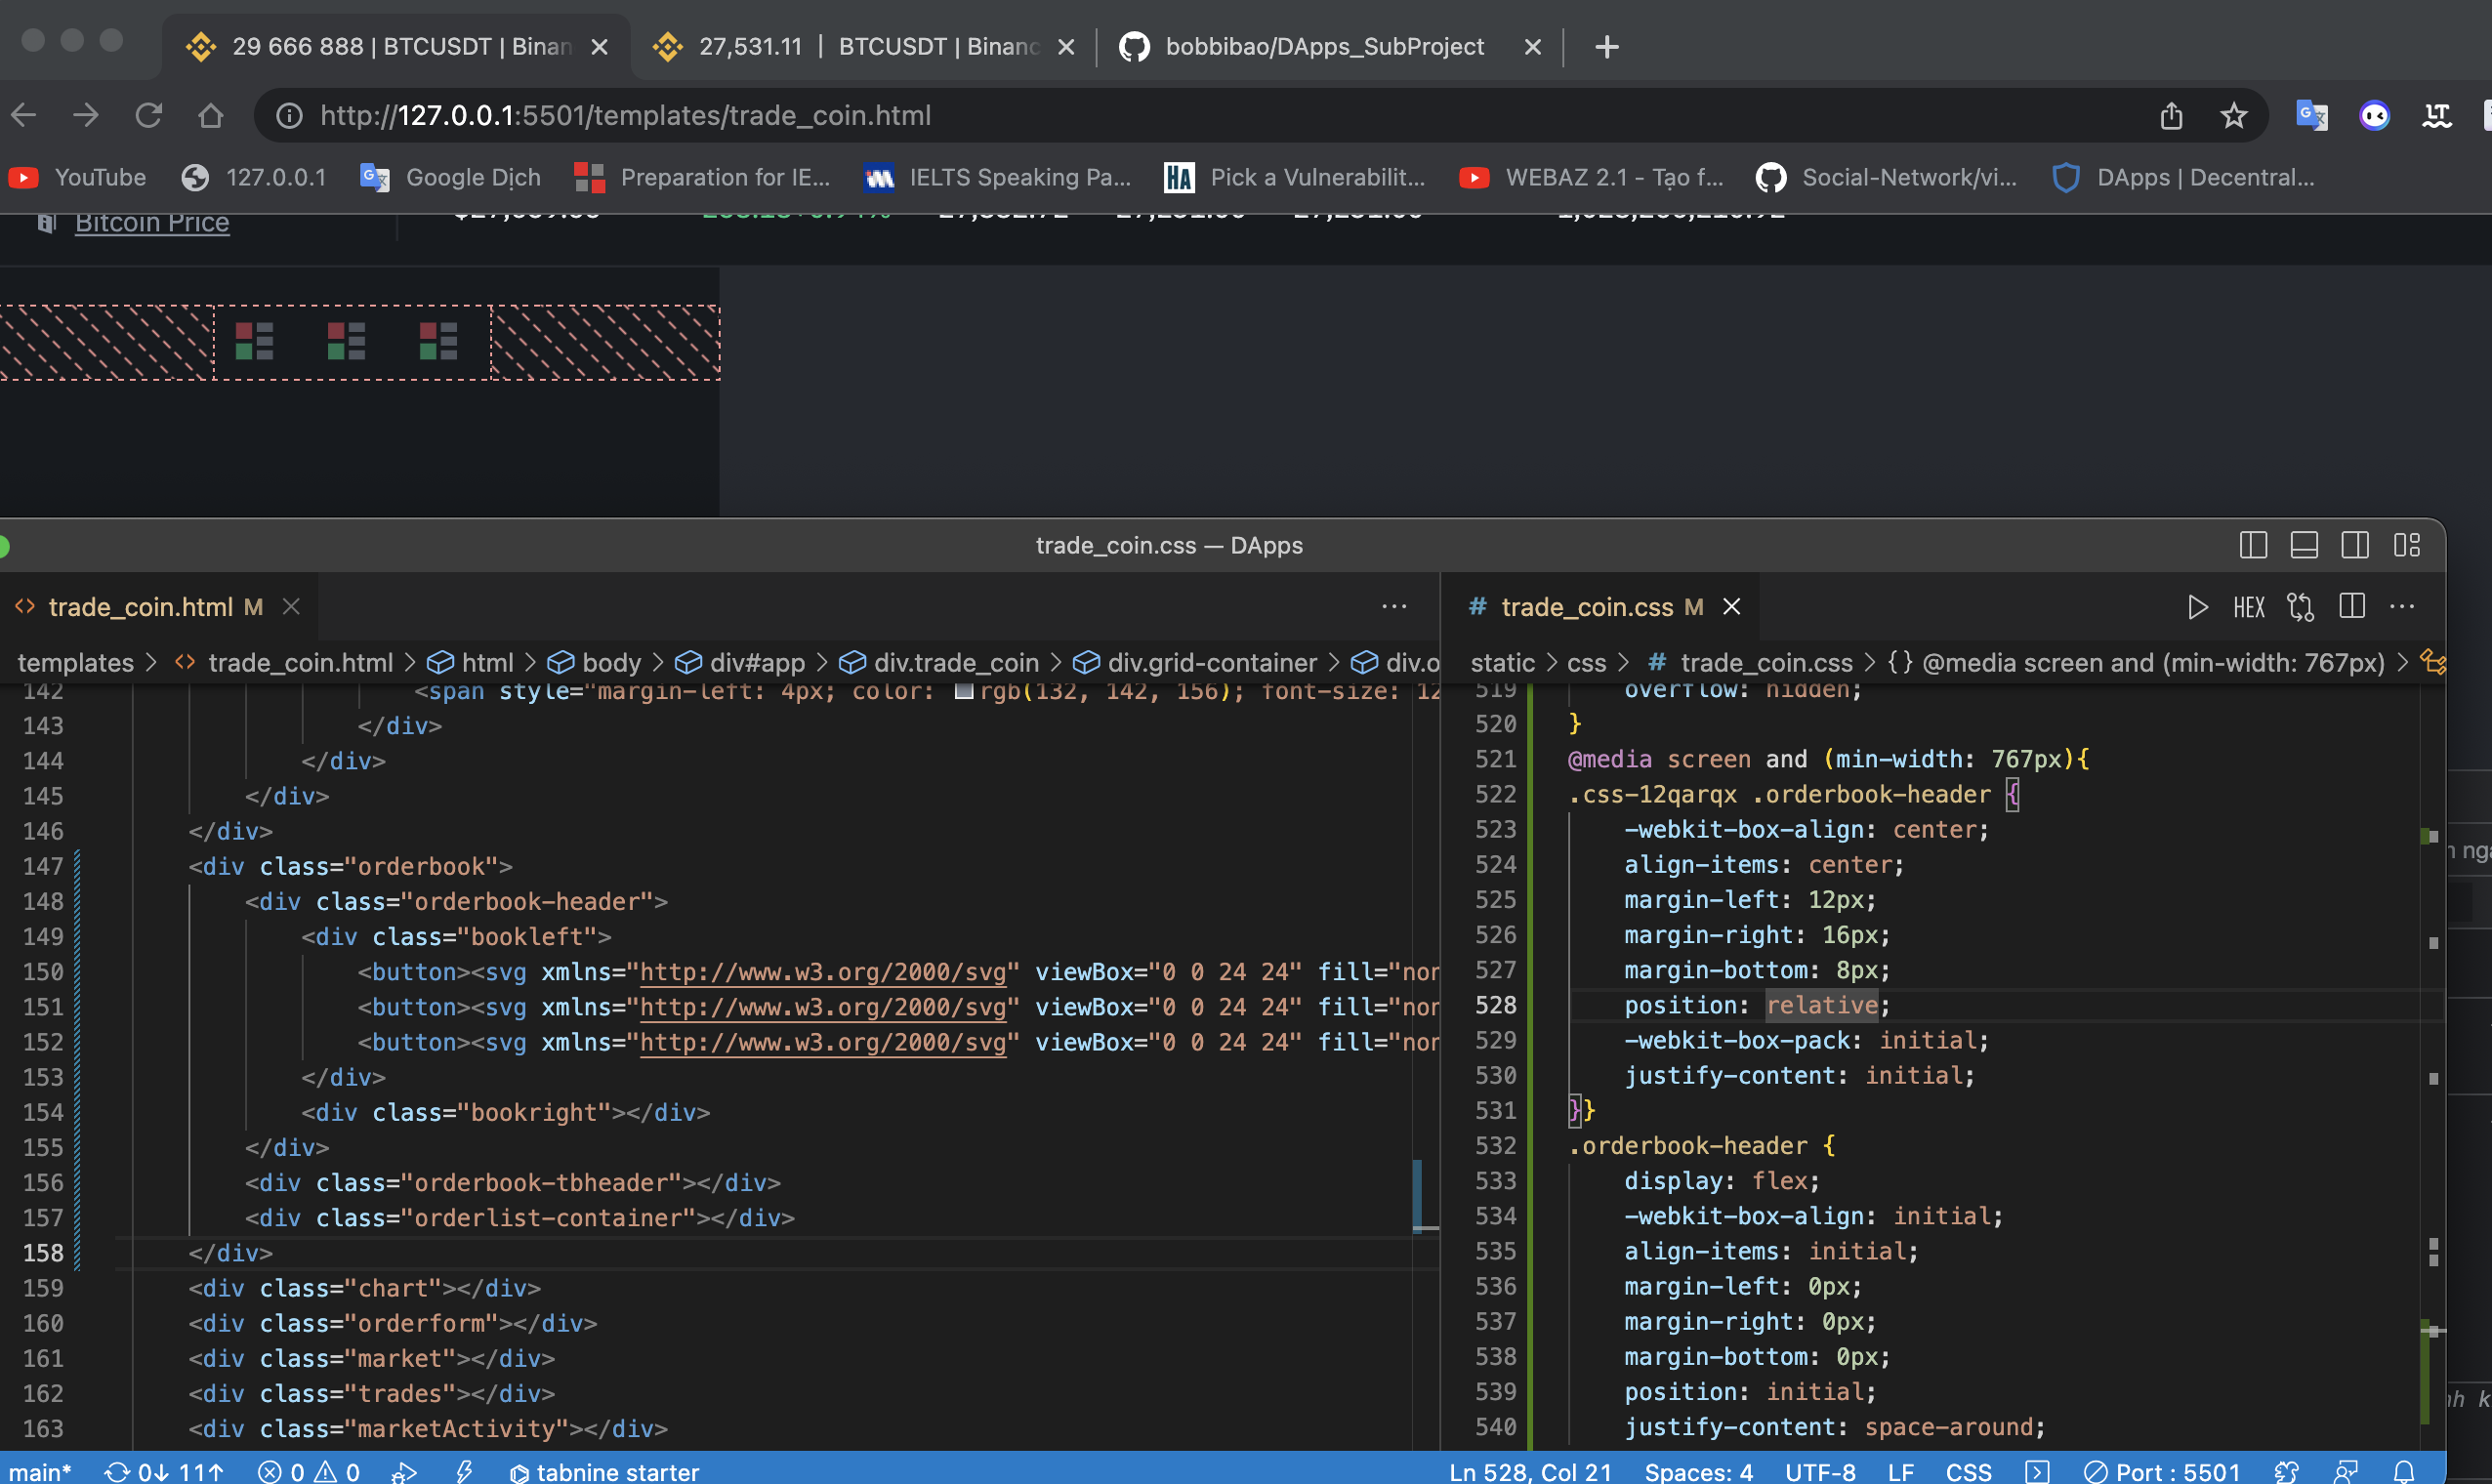 29 666 888 | BTCUSDT | Binan
27,531.11 | BTCUSDT | Binanc
bobbibao/DApps_SubProject
http://127.0.0.1:5501/templates/trade_coin.html
YouTube
127.0.0.1
Google Dịch
Preparation for IE...
IELTS Speaking Pa...
HA
Pick a Vulnerabilit...
WEBAZ 2.1 - Tạo f...
Social-Network/vi...
DApps | Decentral...
Bitcoin Price
trade_coin.css — DApps
trade_coin.html M
templates > trade_coin.html > html > body > div#app > div.trade_coin > div.grid-container > div.o
142 <span style="margin-left: 4px; color: rgb(132, 142, 156); font-size: 12
143 </div>
144 </div>
145 </div>
146 </div>
147 <div class="orderbook">
148 <div class="orderbook-header">
149 <div class="bookleft">
150 <button><svg xmlns="http://www.w3.org/2000/svg" viewBox="0 0 24 24" fill="nor
151 <button><svg xmlns="http://www.w3.org/2000/svg" viewBox="0 0 24 24" fill="nor
152 <button><svg xmlns="http://www.w3.org/2000/svg" viewBox="0 0 24 24" fill="nor
153 </div>
154 <div class="bookright"></div>
155 </div>
156 <div class="orderbook-tbheader"></div>
157 <div class="orderlist-container"></div>
158 </div>
159 <div class="chart"></div>
160 <div class="orderform"></div>
161 <div class="market"></div>
162 <div class="trades"></div>
163 <div class="marketActivity"></div>
# trade_coin.css M
HEX
static > css > # trade_coin.css > {} @media screen and (min-width: 767px) >
519 overflow: hidden;
520 }
521 @media screen and (min-width: 767px){
522 .css-12qarqx .orderbook-header {
523 -webkit-box-align: center;
524 align-items: center;
525 margin-left: 12px;
526 margin-right: 16px;
527 margin-bottom: 8px;
528 position: relative;
529 -webkit-box-pack: initial;
530 justify-content: initial;
531 }}
532 .orderbook-header {
533 display: flex;
534 -webkit-box-align: initial;
535 align-items: initial;
536 margin-left: 0px;
537 margin-right: 0px;
538 margin-bottom: 0px;
539 position: initial;
540 justify-content: space-around;
main* 0↓ 11↑ 0 0 tabnine starter
Ln 528, Col 21 Spaces: 4 UTF-8 LF CSS Port : 5501